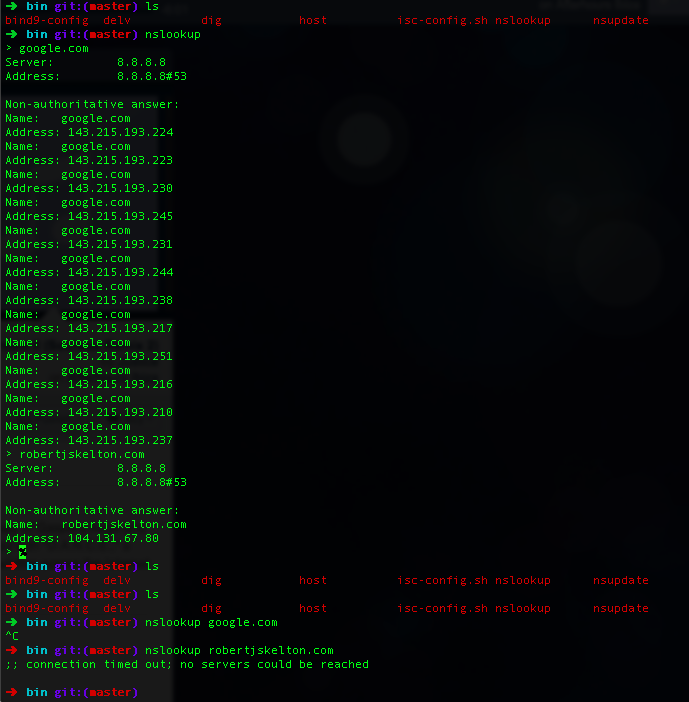 ➜ bin git:(master) ls
bind9-config delv dig host isc-config.sh nslookup nsupdate
➜ bin git:(master) nslookup
> google.com
Server: 8.8.8.8
Address: 8.8.8.8#53
Non-authoritative answer:
Name: google.com
Address: 143.215.193.224
Name: google.com
Address: 143.215.193.223
Name: google.com
Address: 143.215.193.230
Name: google.com
Address: 143.215.193.245
Name: google.com
Address: 143.215.193.231
Name: google.com
Address: 143.215.193.244
Name: google.com
Address: 143.215.193.238
Name: google.com
Address: 143.215.193.217
Name: google.com
Address: 143.215.193.251
Name: google.com
Address: 143.215.193.216
Name: google.com
Address: 143.215.193.210
Name: google.com
Address: 143.215.193.237
> robertjskelton.com
Server: 8.8.8.8
Address: 8.8.8.8#53
Non-authoritative answer:
Name: robertjskelton.com
Address: 104.131.67.80
>
➜ bin git:(master) ls
bind9-config delv dig host isc-config.sh nslookup nsupdate
➜ bin git:(master) ls
bind9-config delv dig host isc-config.sh nslookup nsupdate
➜ bin git:(master) nslookup google.com
^C
➜ bin git:(master) nslookup robertjskelton.com
;; connection timed out; no servers could be reached
➜ bin git:(master)